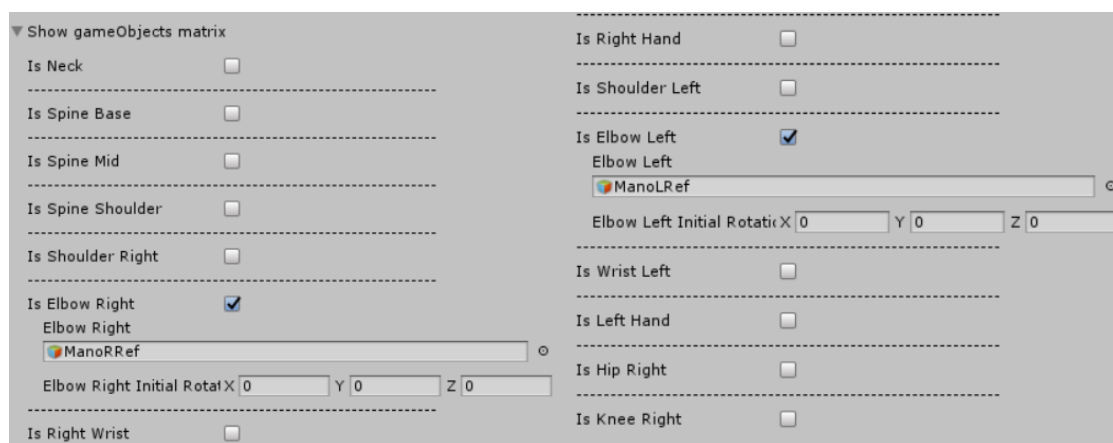 Show gameObjects matrix
Is Neck
Is Spine Base
Is Spine Mid
Is Spine Shoulder
Is Shoulder Right
Is Elbow Right
Elbow Right
ManoRRef
Elbow Right Initial Rotat X 0 Y 0 Z 0
Is Right Wrist
Is Right Hand
Is Shoulder Left
Is Elbow Left
Elbow Left
ManoLRef
Elbow Left Initial Rotatic X 0 Y 0 Z 0
Is Wrist Left
Is Left Hand
Is Hip Right
Is Knee Right